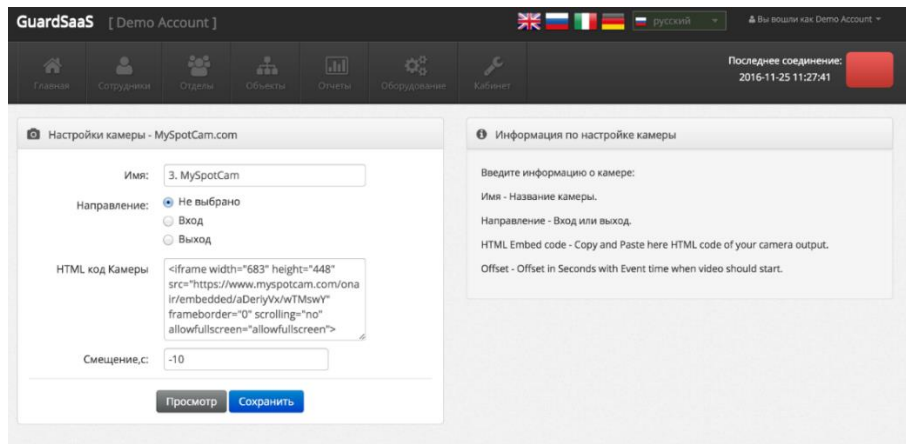 GuardSaaS [ Demo Account ]
русский
Вы вошли как Demo Account
Главная
Сотрудники
Отделы
Объекты
Отчеты
Оборудование
Кабинет
Последнее соединение:
2016-11-25 11:27:41
Настройки камеры - MySpotCam.com
Имя:
3. MySpotCam
Направление:
Не выбрано
Вход
Выход
HTML код Камеры
<iframe width="683" height="448"
src="https://www.myspotcam.com/ona
ir/embedded/aDeriyVx/wTMswY"
frameborder="0" scrolling="no"
allowfullscreen="allowfullscreen">
Смещение,с:
-10
Просмотр
Сохранить
Информация по настройке камеры
Введите информацию о камере:
Имя - Название камеры.
Направление - Вход или выход.
HTML Embed code - Copy and Paste here HTML code of your camera output.
Offset - Offset in Seconds with Event time when video should start.